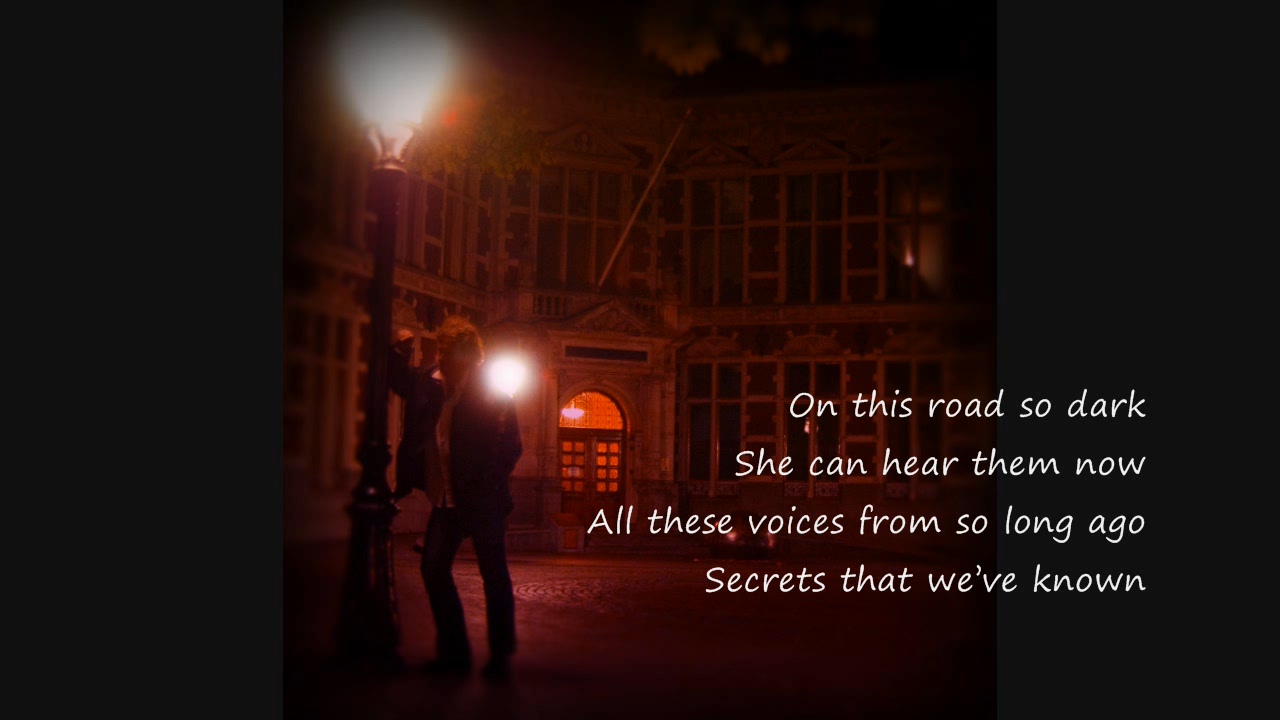 On this road so dark
She can hear them now
All these voices from so long ago
Secrets that we’ve known